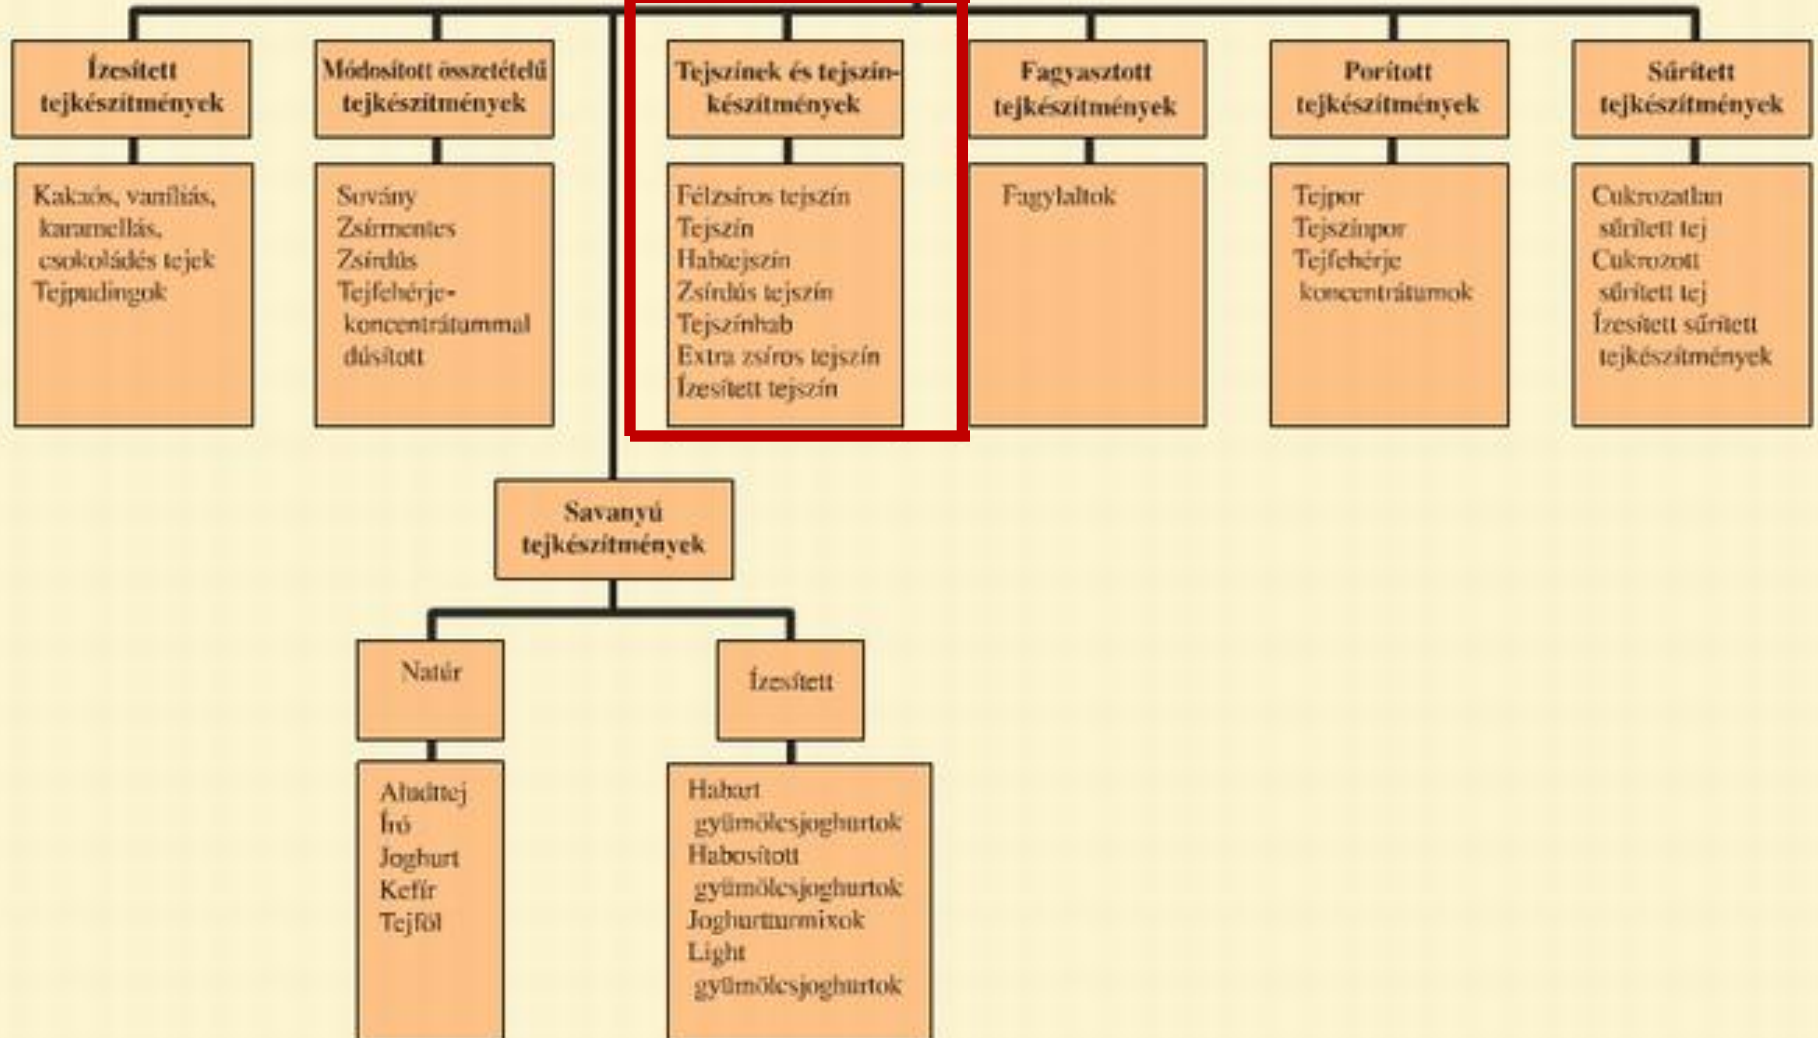 Ízesített
tejkészítmények
Kakaós, vaníliás,
karamellás,
csokoládés tejek
Tejpudingok
Módosított összetételű
tejkészítmények
Sovány
Zsírmentes
Zsírdús
Tejfehérje-
koncentrátummal
dúsított
Tejszínek és tejszín-
készítmények
Félzsíros tejszín
Tejszín
Habtejszín
Zsírdús tejszín
Tejszínhab
Extra zsíros tejszín
Ízesített tejszín
Fagyasztott
tejkészítmények
Fagylaltok
Porított
tejkészítmények
Tejpor
Tejszínpor
Tejfehérje
koncentrátumok
Sűrített
tejkészítmények
Cukrozatlan
sűrített tej
Cukrozott
sűrített tej
Ízesített sűrített
tejkészítmények
Savanyú
tejkészítmények
Natúr
Aludttej
Író
Joghurt
Kefír
Tejföl
Ízesített
Habart
gyümölcsjoghurtok
Habosított
gyümölcsjoghurtok
Joghurtturmixok
Light
gyümölcsjoghurtok